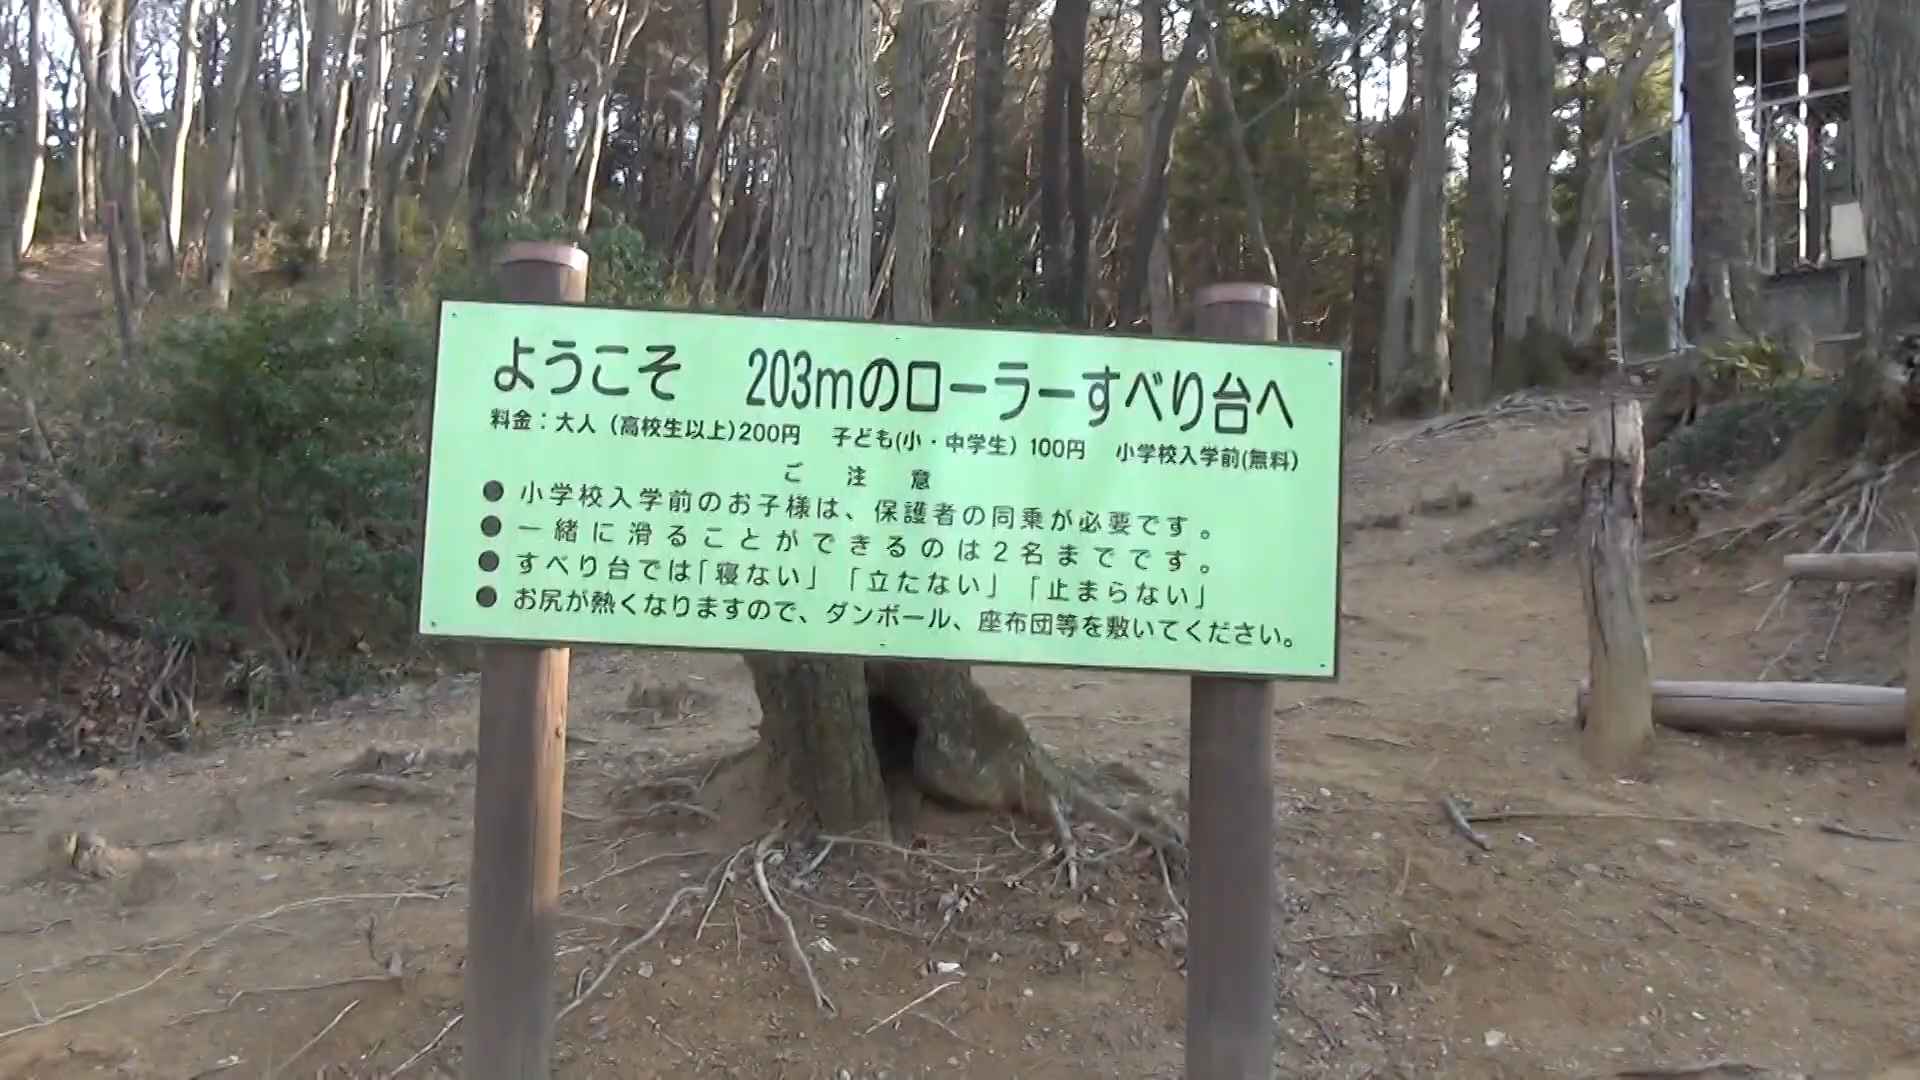 ようこそ　203mのローラーすべり台へ
料金：大人（高校生以上)200円　子ども(小・中学生）100円　小学校入学前(無料)
ご　注　意
●小学校入学前のお子様は、保護者の同乗が必要です。
●一緒に滑ることができるのは2名までです。
●すべり台では「寝ない」「立たない」「止まらない」
●お尻が熱くなりますので、ダンボール、座布団等を敷いてください。